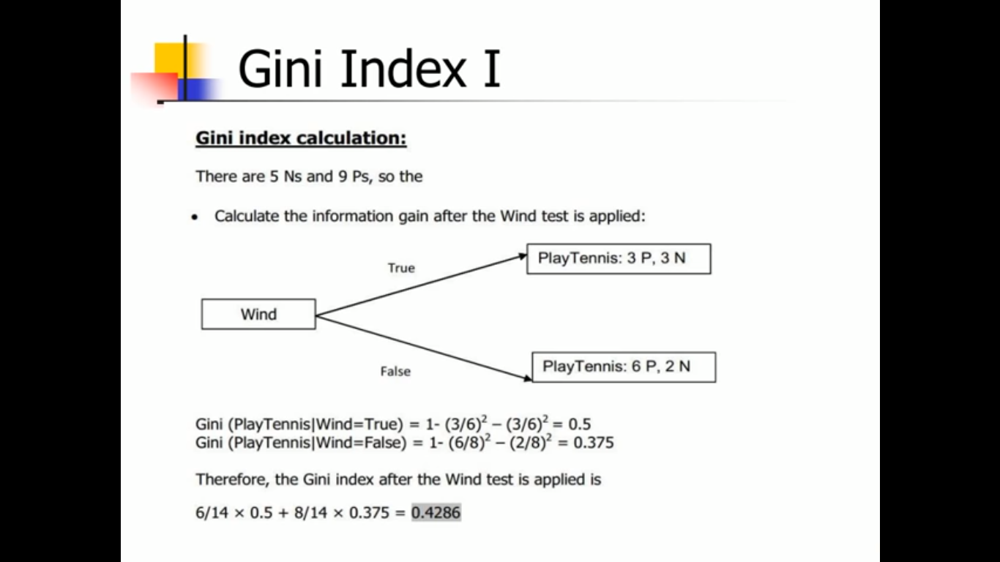 Gini Index I
Gini index calculation:
There are 5 Ns and 9 Ps, so the
• Calculate the information gain after the Wind test is applied:
True
PlayTennis: 3 P, 3 N
Wind
False
PlayTennis: 6 P, 2 N
Gini (PlayTennis|Wind=True) = 1- (3/6)² – (3/6)² = 0.5
Gini (PlayTennis|Wind=False) = 1- (6/8)² – (2/8)² = 0.375
Therefore, the Gini index after the Wind test is applied is
6/14 × 0.5 + 8/14 × 0.375 = 0.4286